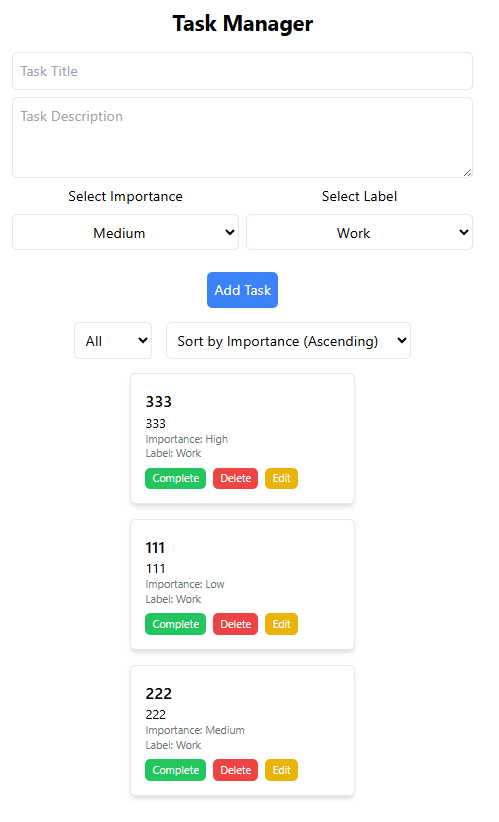 Task Manager
Task Title
Task Description
Select Importance Select Label
Medium Work
Add Task
All Sort by Importance (Ascending)
333
333
Importance: High
Label: Work
Complete Delete Edit
111
111
Importance: Low
Label: Work
Complete Delete Edit
222
222
Importance: Medium
Label: Work
Complete Delete Edit